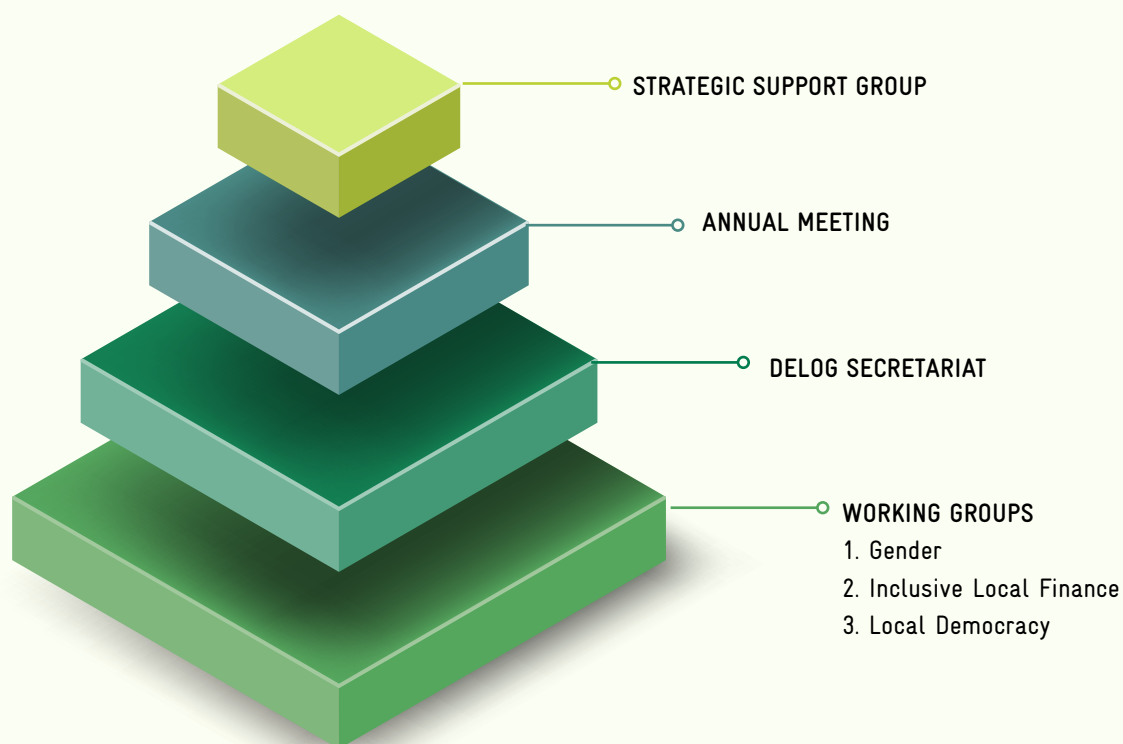 STRATEGIC SUPPORT GROUP
ANNUAL MEETING
DELOG SECRETARIAT
WORKING GROUPS
1. Gender
2. Inclusive Local Finance
3. Local Democracy